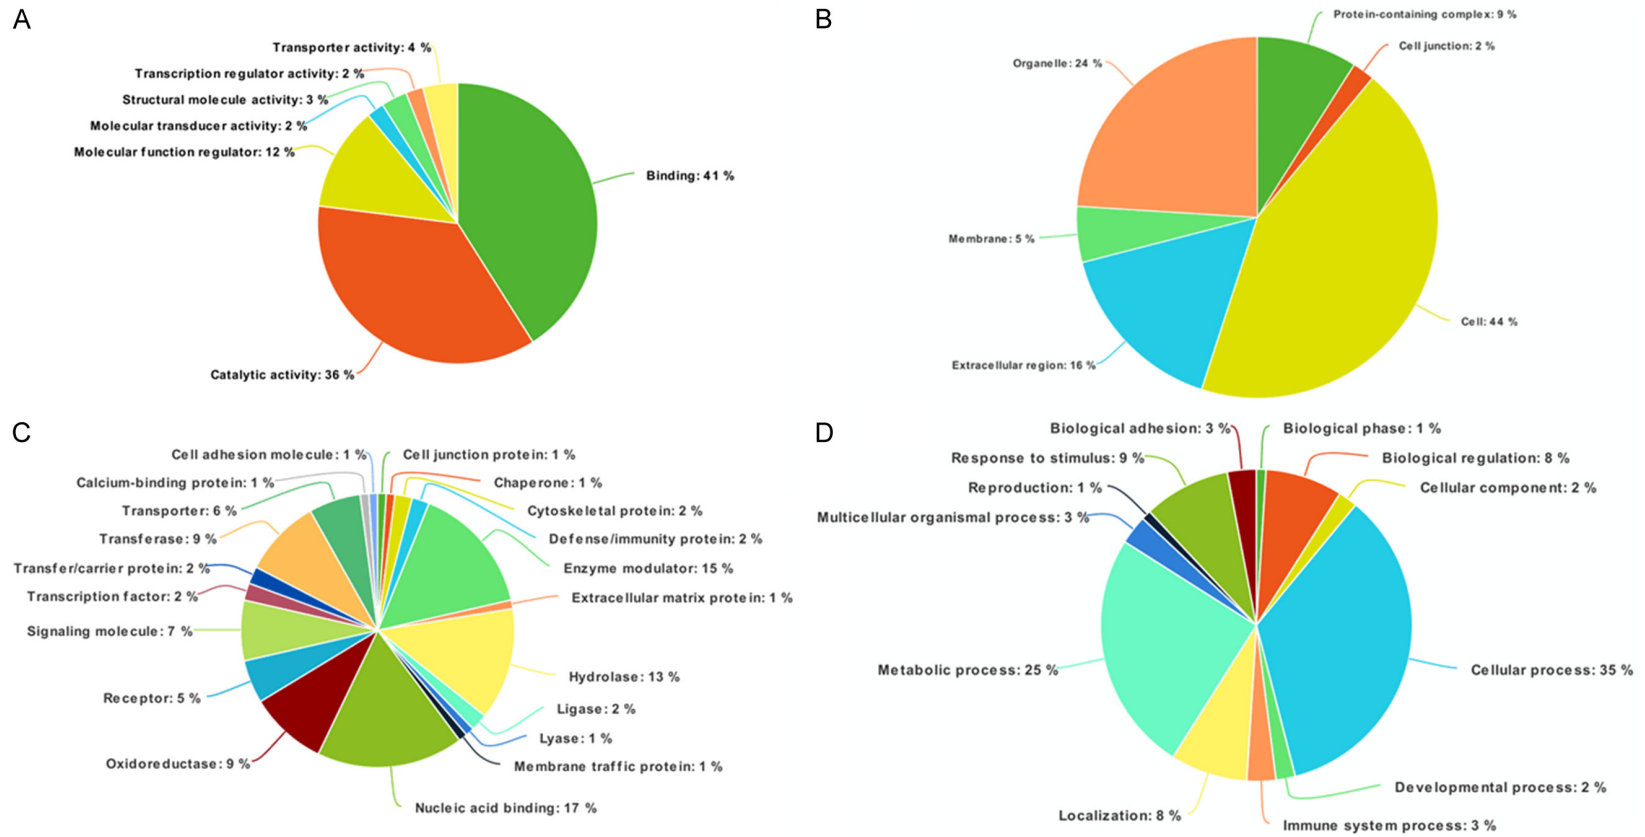 A
Transporter activity: 4 %
Transcription regulator activity: 2 %
Structural molecule activity: 3 %
Molecular transducer activity: 2 %
Molecular function regulator: 12 %
Binding: 41 %
Catalytic activity: 36 %
B
Protein-containing complex: 9 %
Cell junction: 2 %
Organelle: 24 %
Membrane: 5 %
Cell: 44 %
Extracellular region: 16 %
C
Cell adhesion molecule: 1 %
Cell junction protein: 1 %
Calcium-binding protein: 1 %
Chaperone: 1 %
Transporter: 6 %
Cytoskeletal protein: 2 %
Transferase: 9 %
Defense/immunity protein: 2 %
Transfer/carrier protein: 2 %
Enzyme modulator: 15 %
Transcription factor: 2 %
Extracellular matrix protein: 1 %
Signaling molecule: 7 %
Hydrolase: 13 %
Receptor: 5 %
Ligase: 2 %
Lyase: 1 %
Oxidoreductase: 9 %
Membrane traffic protein: 1 %
Nucleic acid binding: 17 %
D
Biological adhesion: 3 %
Biological phase: 1 %
Response to stimulus: 9 %
Biological regulation: 8 %
Reproduction: 1 %
Cellular component: 2 %
Multicellular organismal process: 3 %
Metabolic process: 25 %
Cellular process: 35 %
Developmental process: 2 %
Localization: 8 %
Immune system process: 3 %